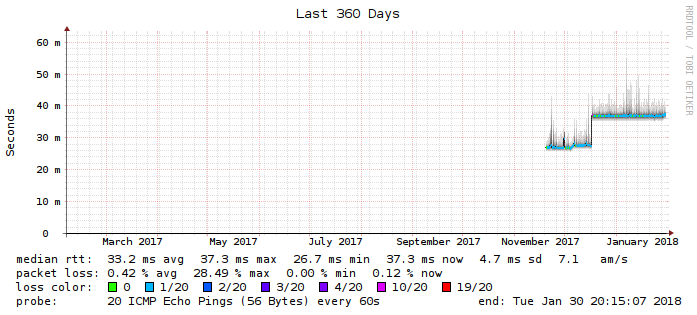 Last 360 Days
RRDTOOL / TOBI OETIKER
Seconds
60 m
50 m
40 m
30 m
20 m
10 m
0
March 2017 May 2017 July 2017 September 2017 November 2017 January 2018
median rtt: 33.2 ms avg 37.3 ms max 26.7 ms min 37.3 ms now 4.7 ms sd 7.1 am/s
packet loss: 0.42 % avg 28.49 % max 0.00 % min 0.12 % now
loss color: 0 1/20 2/20 3/20 4/20 10/20 19/20
probe: 20 ICMP Echo Pings (56 Bytes) every 60s end: Tue Jan 30 20:15:07 2018